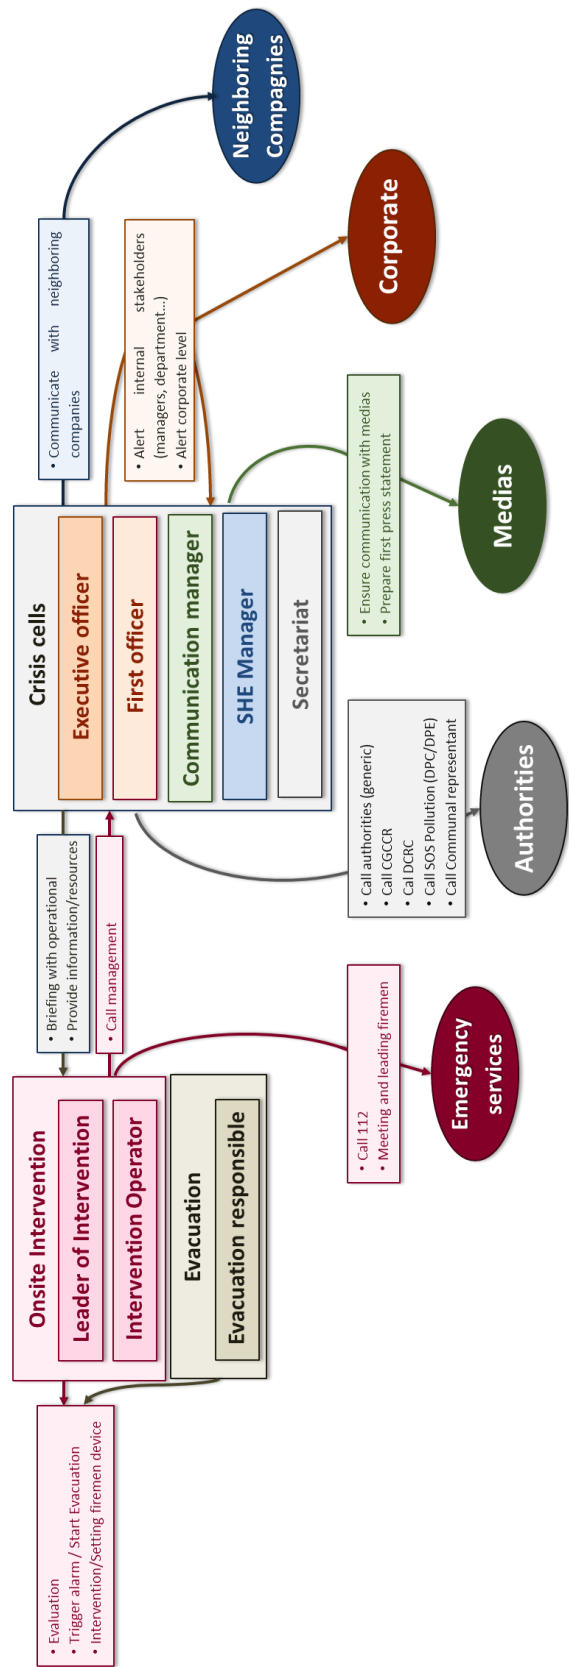 • Evaluation
• Trigger alarm / Start Evacuation
• Intervention/Setting firemen device
Onsite Intervention
Leader of Intervention
Intervention Operator
Evacuation
Evacuation responsible
• Briefing with operational
• Provide information/resources
• Call management
• Call 112
• Meeting and leading firemen
Emergency
services
Crisis cells
Executive officer
First officer
Communication manager
SHE Manager
Secretariat
• Call authorities (generic)
• Call CGCCR
• Cal DCRC
• Call SOS Pollution (DPC/DPE)
• Call Communal representant
Authorities
• Communicate with neighboring
companies
• Alert internal stakeholders
(managers, department...)
• Alert corporate level
• Ensure communication with medias
• Prepare first press statement
Medias
Corporate
Neighboring
Compagnies